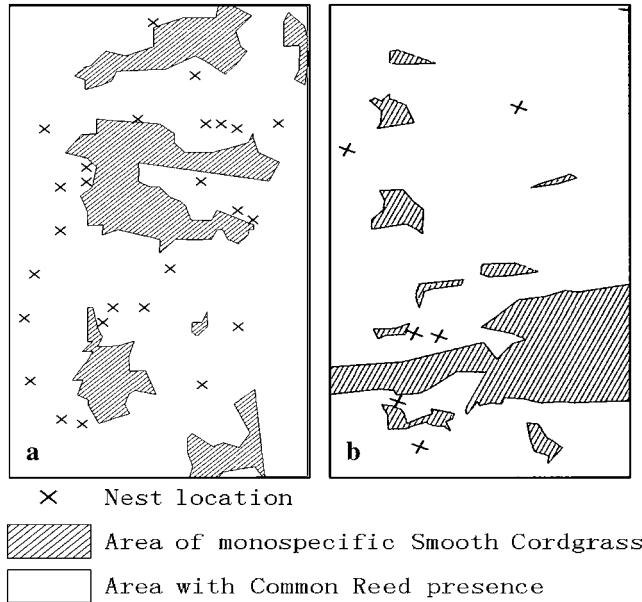 a
b
Nest location
Area of monospecific Smooth Cordgrass
Area with Common Reed presence